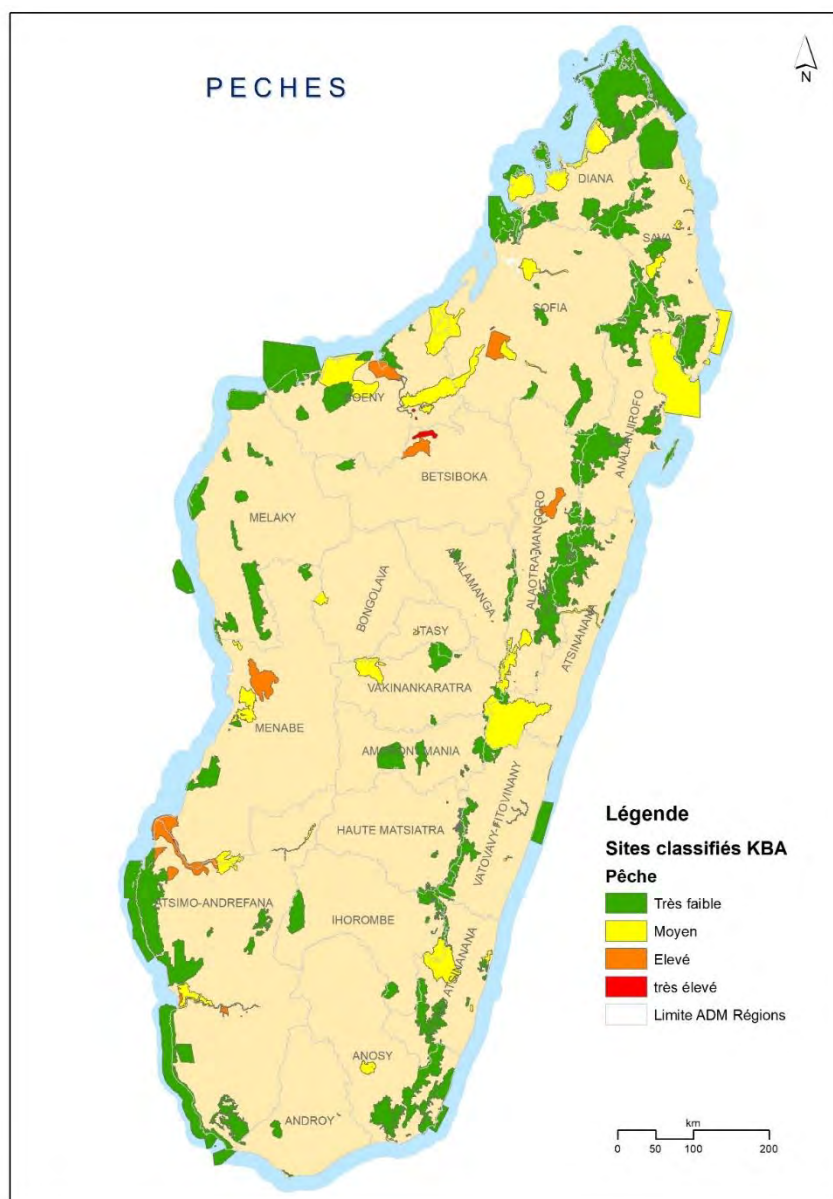 PECHES
N
DIANA
SAVA
SOFIA
BOENY
ANALANJIROFO
BETSIBOKA
MELAKY
ALAOTRA-MANGORO
BONGOLAVA
ANALAMANGA
ITASY
ATSINANANA
VAKINANKARATRA
MENABE
AMORON'I MANIA
VATOVAVY-FITOVINANY
HAUTE MATSIATRA
ATSIMO-ANDREFANA
IHOROMBE
ATSINANANA
ANOSY
ANDROY
Légende
Sites classifiés KBA
Pêche
Très faible
Moyen
Elevé
très élevé
Limite ADM Régions
km
0 50 100 200